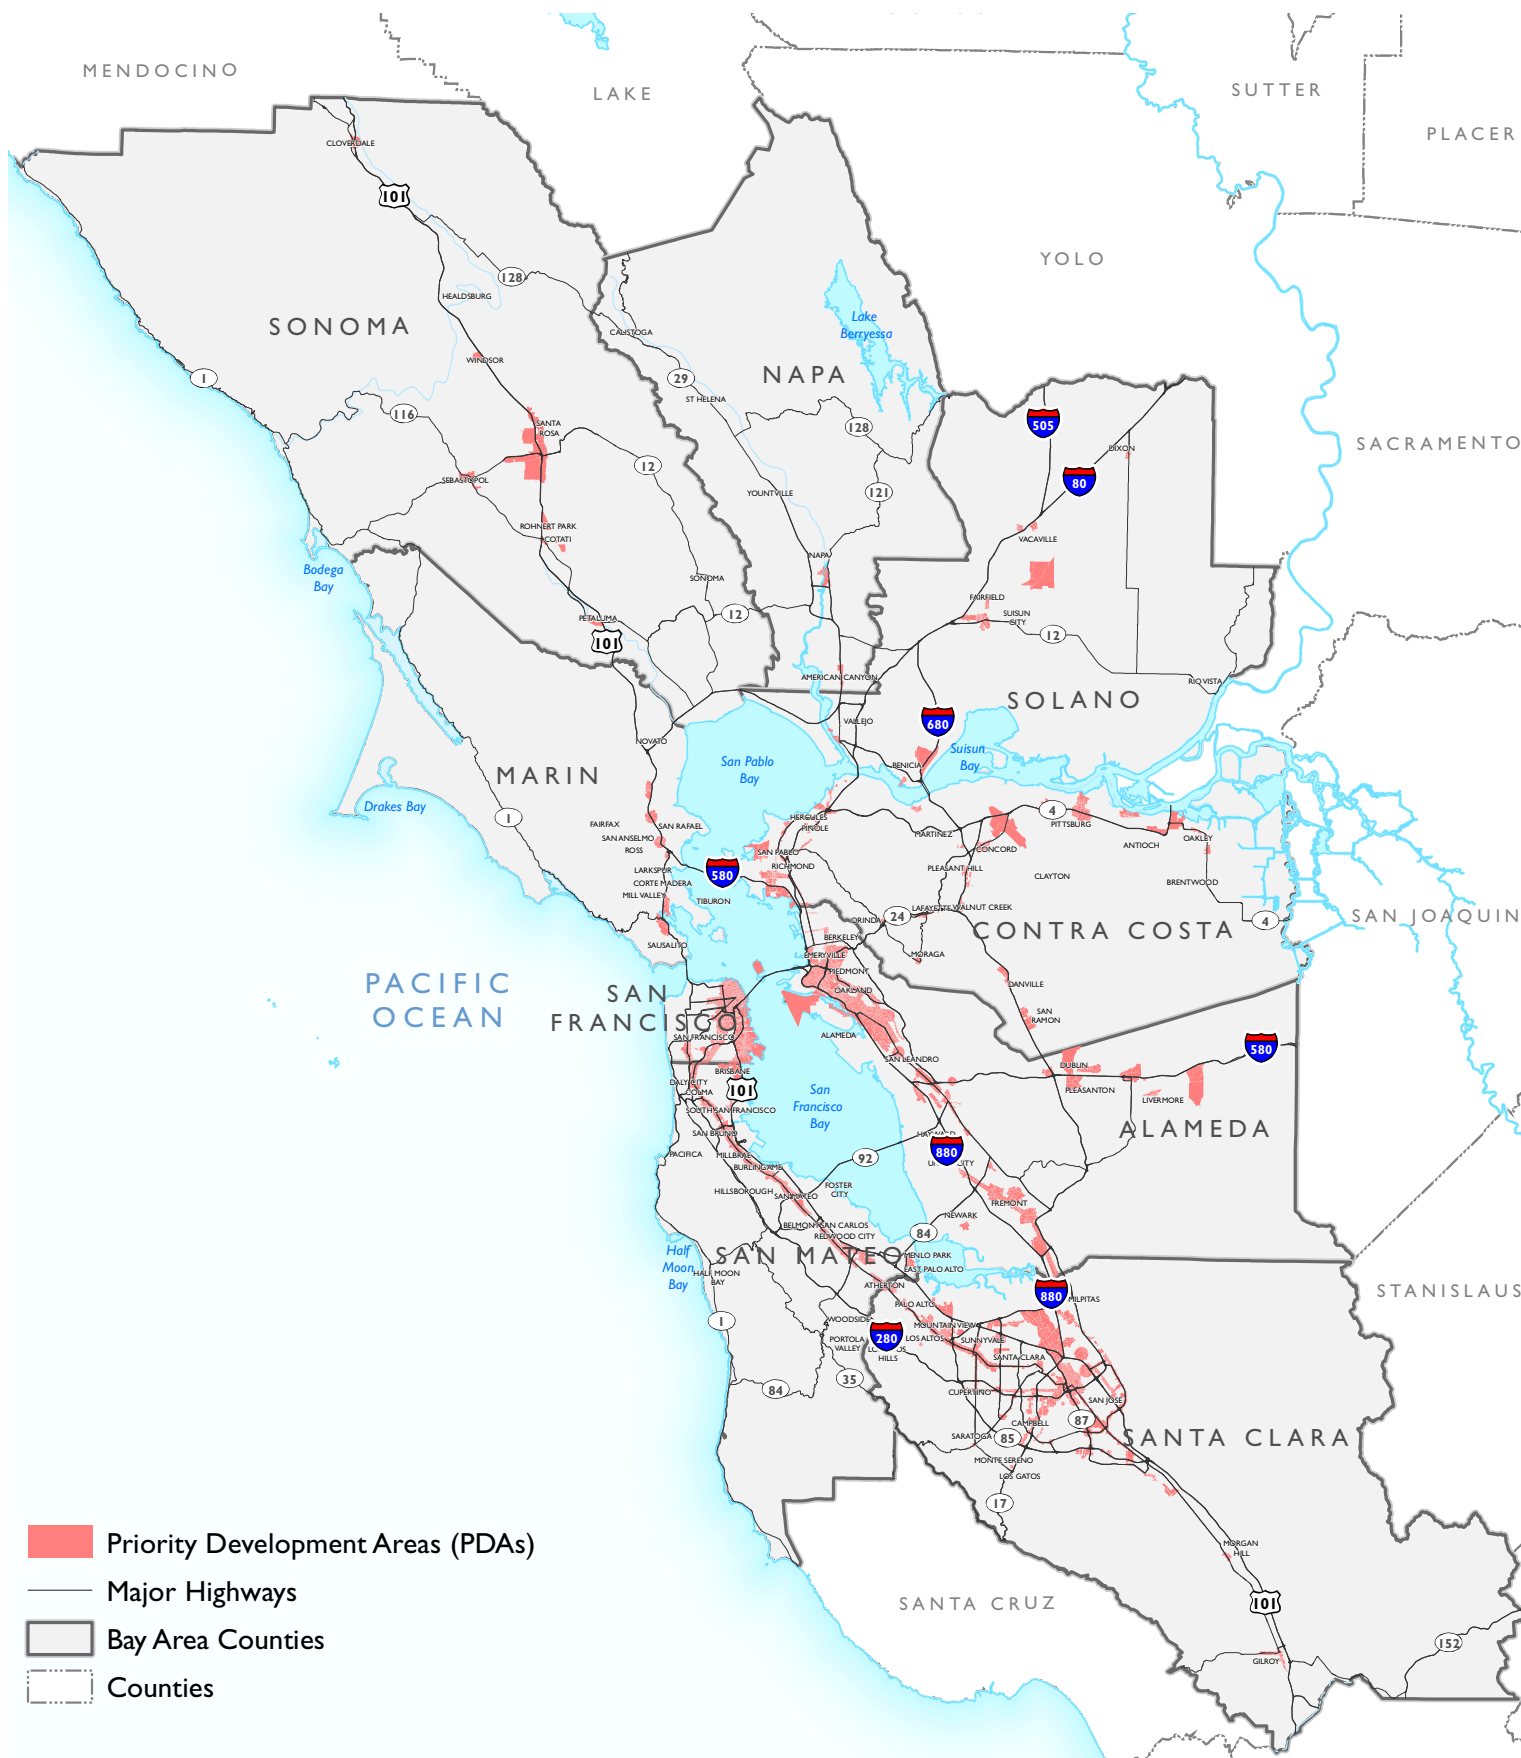 MENDOCINO
LAKE
SUTTER
PLACER
CLOVERDALE
101
YOLO
128
HEALDSBURG
SONOMA
Lake
Berryessa
CALISTOGA
WINDSOR
NAPA
1
29
ST HELENA
116
128
505
SANTA
ROSA
SACRAMENTO
DIXON
12
80
SEBASTOPOL
YOUNTVILLE
121
ROHNERT PARK
COTATI
VACAVILLE
NAPA
Bodega
Bay
SONOMA
FAIRFIELD
SUISUN
CITY
12
12
PETALUMA
101
AMERICAN CANYON
RIO VISTA
SOLANO
VALLEJO
680
NOVATO
Suisun
Bay
San Pablo
Bay
BENICIA
MARIN
Drakes Bay
1
4
HERCULES
PINOLE
PITTSBURG
FAIRFAX
SAN RAFAEL
SAN ANSELMO
ROSS
MARTINEZ
CONCORD
ANTIOCH
OAKLEY
SAN PABLO
RICHMOND
LARKSPUR
580
PLEASANT HILL
CLAYTON
CORTE MADERA
BRENTWOOD
MILL VALLEY
TIBURON
LAFAYETTE
WALNUT CREEK
24
ORINDA
4
SAN JOAQUIN
CONTRA COSTA
BERKELEY
SAUSALITO
EMERYVILLE
MORAGA
PIEDMONT
PACIFIC
OCEAN
SAN
FRANCISCO
OAKLAND
DANVILLE
SAN
RAMON
SAN FRANCISCO
ALAMEDA
580
SAN LEANDRO
DUBLIN
BRISBANE
DALY CITY
COLMA
101
PLEASANTON
LIVERMORE
San
Francisco
Bay
SOUTH SAN FRANCISCO
ALAMEDA
SAN BRUNO
HAYWARD
880
PACIFICA
MILLBRAE
92
UNION CITY
BURLINGAME
HILLSBOROUGH
SAN MATEO
FOSTER
CITY
FREMONT
NEWARK
BELMONT
SAN CARLOS
REDWOOD CITY
84
Half
Moon
Bay
SAN MATEO
MENLO PARK
EAST PALO ALTO
HALF MOON
BAY
ATHERTON
880
MILPITAS
STANISLAUS
PALO ALTO
1
WOODSIDE
MOUNTAIN VIEW
280
PORTOLA
VALLEY
LOS ALTOS
SUNNYVALE
LOS ALTOS
HILLS
SANTA CLARA
84
35
CUPERTINO
SAN JOSE
CAMPBELL
87
SARATOGA
85
SANTA CLARA
MONTE SERENO
LOS GATOS
17
Priority Development Areas (PDAs)
Major Highways
Bay Area Counties
Counties
MORGAN
HILL
SANTA CRUZ
101
152
GILROY